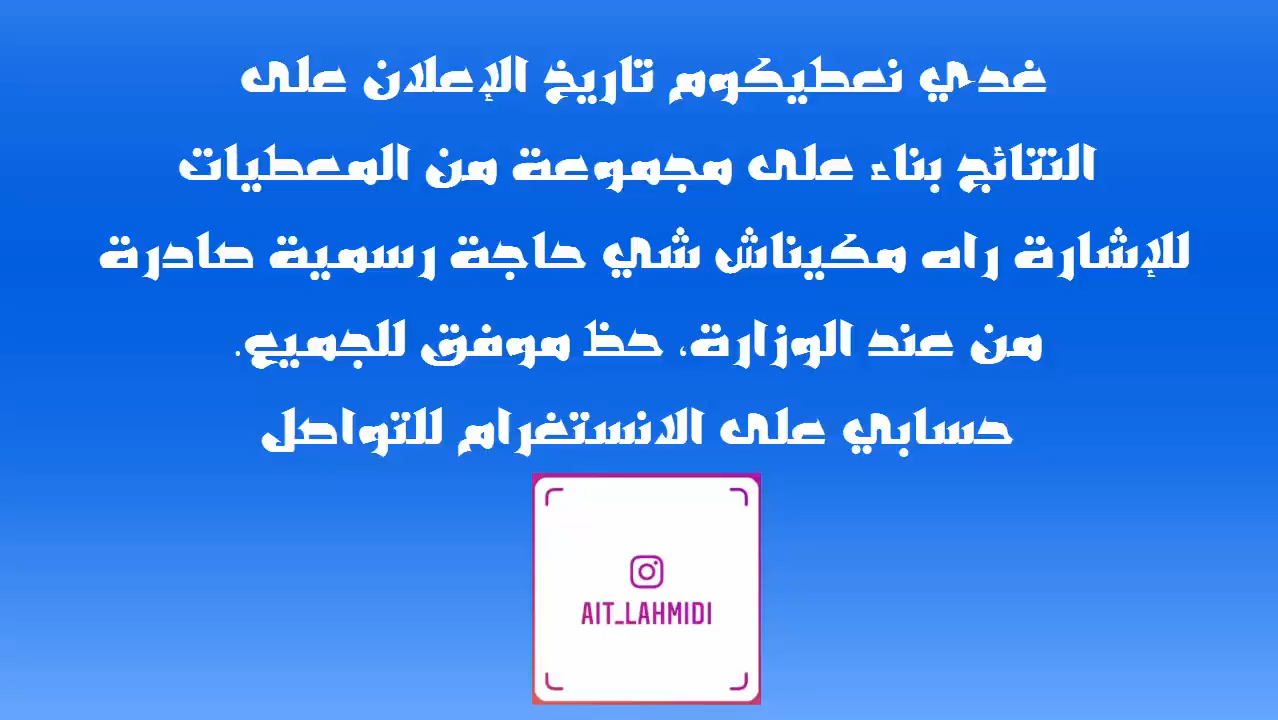 غدي نعطيكوم تاريخ الإعلان على
النتائج بناء على مجموعة من المعطيات
للإشارة راه مكيناش شي حاجة رسمية صادرة
من عند الوزارة، حظ موفق للجميع.
حسابي على الانستغرام للتواصل
AIT_LAHMIDI